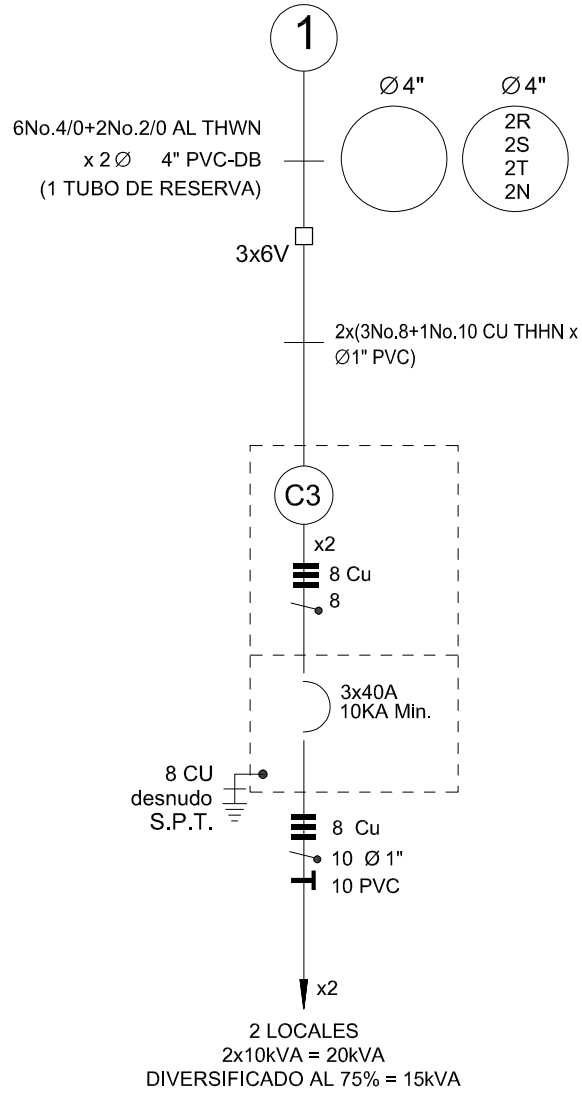 1
Ø 4"
Ø 4"
6No.4/0+2No.2/0 AL THWN
x 2 Ø 4" PVC-DB
(1 TUBO DE RESERVA)
2R
2S
2T
2N
3x6V
2x(3No.8+1No.10 CU THHN x
Ø1" PVC)
C3
x2
8 Cu
8
3x40A
10KA Min.
8 CU
desnudo
S.P.T.
8 Cu
10 Ø 1"
10 PVC
x2
2 LOCALES
2x10kVA = 20kVA
DIVERSIFICADO AL 75% = 15kVA